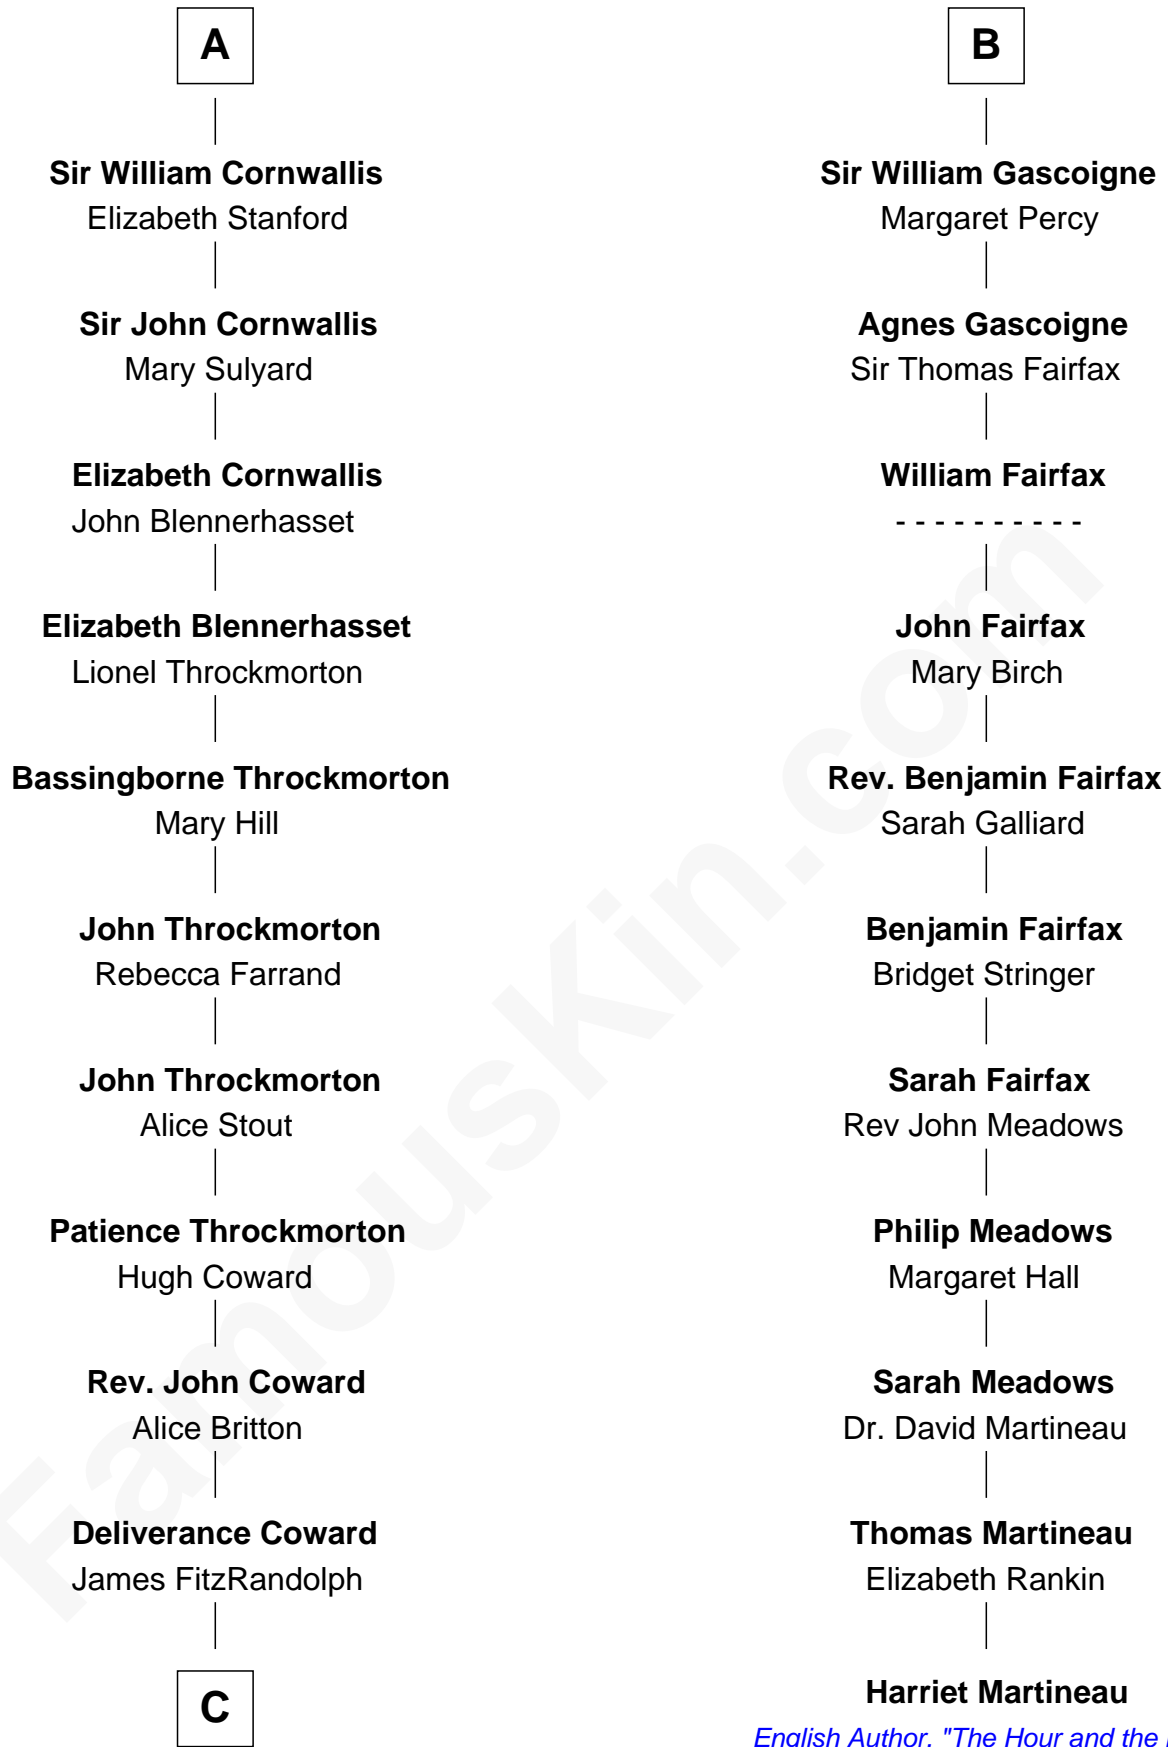 A
Sir William Cornwallis
Elizabeth Stanford
Sir John Cornwallis
Mary Sulyard
Elizabeth Cornwallis
John Blennerhasset
Elizabeth Blennerhasset
Lionel Throckmorton
Bassingborne Throckmorton
Mary Hill
John Throckmorton
Rebecca Farrand
John Throckmorton
Alice Stout
Patience Throckmorton
Hugh Coward
Rev. John Coward
Alice Britton
Deliverance Coward
James FitzRandolph
C
B
Sir William Gascoigne
Margaret Percy
Agnes Gascoigne
Sir Thomas Fairfax
William Fairfax
- - - - - - - - - -
John Fairfax
Mary Birch
Rev. Benjamin Fairfax
Sarah Galliard
Benjamin Fairfax
Bridget Stringer
Sarah Fairfax
Rev John Meadows
Philip Meadows
Margaret Hall
Sarah Meadows
Dr. David Martineau
Thomas Martineau
Elizabeth Rankin
Harriet Martineau
English Author, "The Hour and the
FamousKin.com